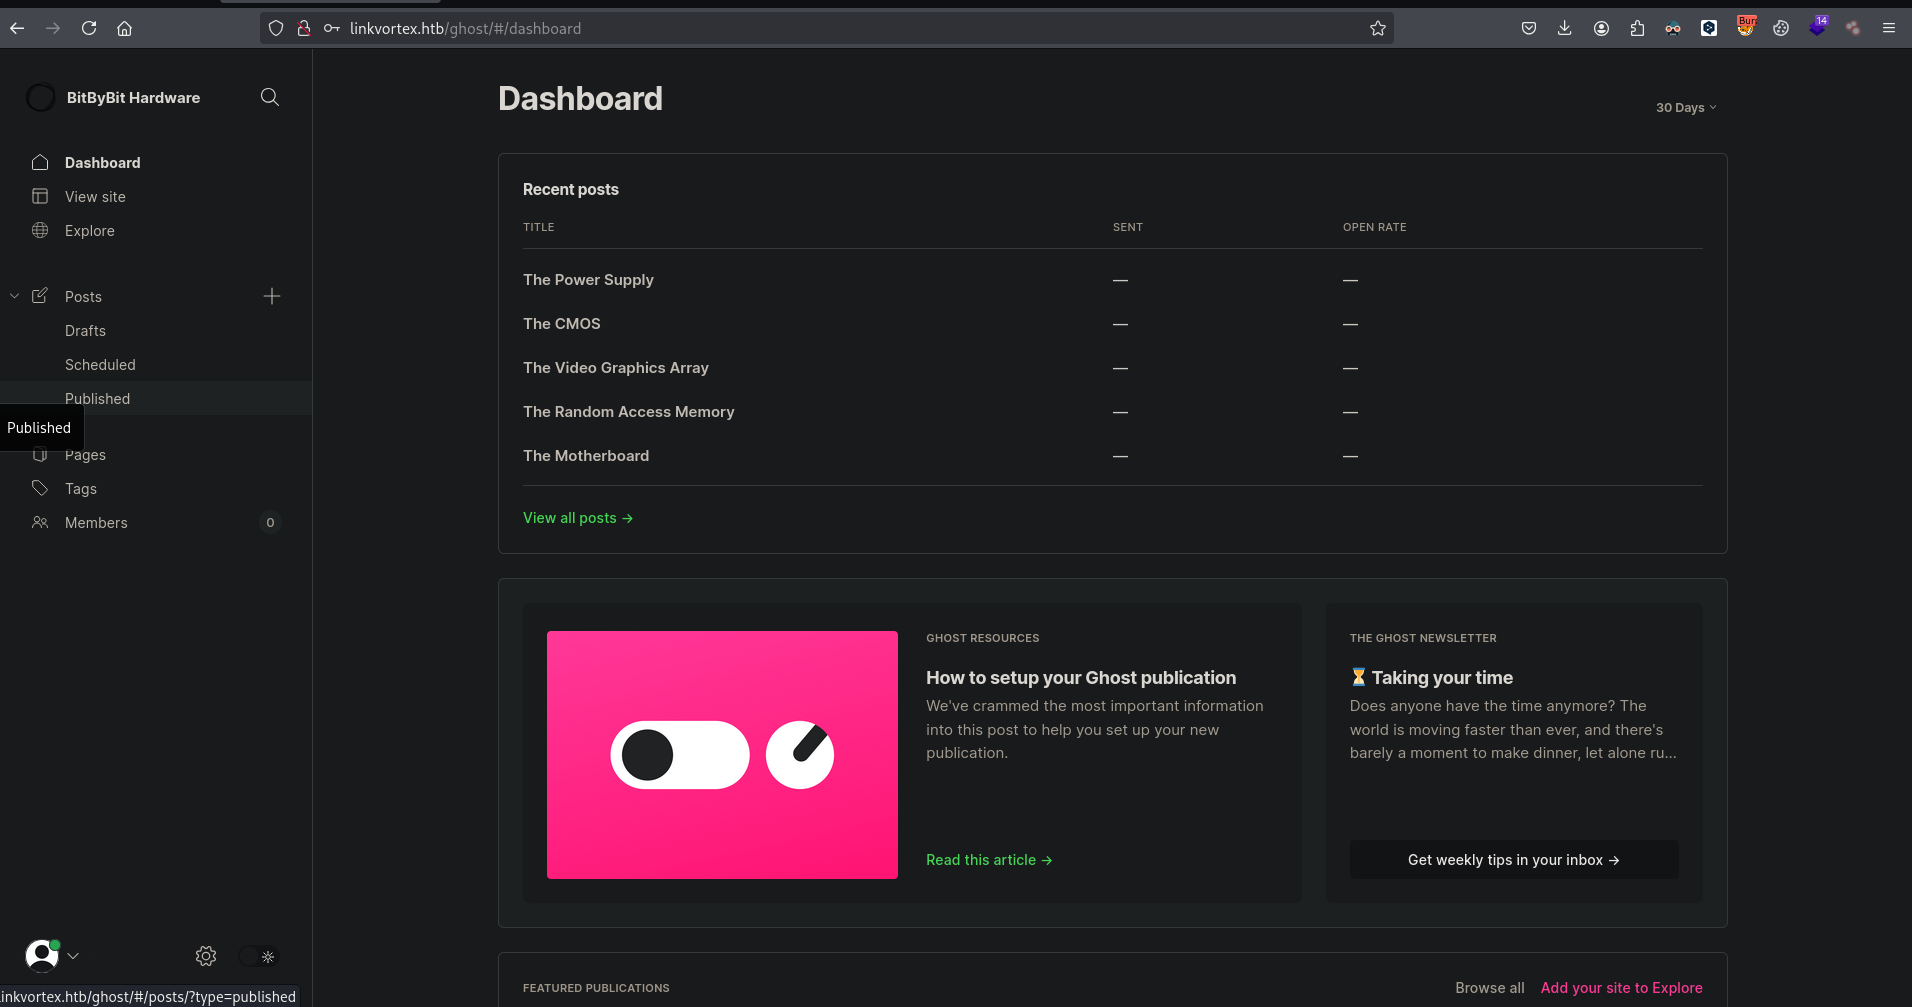 linkvortex.htb/ghost/#/dashboard
Burp
14
BitByBit Hardware
Dashboard
View site
Explore
Posts
Drafts
Scheduled
Published
Published
Pages
Tags
Members
0
linkvortex.htb/ghost/#/posts/?type=published
Dashboard
30 Days
Recent posts
TITLE SENT OPEN RATE
The Power Supply — —
The CMOS — —
The Video Graphics Array — —
The Random Access Memory — —
The Motherboard — —
View all posts →
GHOST RESOURCES
How to setup your Ghost publication
We've crammed the most important information
into this post to help you set up your new
publication.
Read this article →
THE GHOST NEWSLETTER
⏳ Taking your time
Does anyone have the time anymore? The
world is moving faster than ever, and there's
barely a moment to make dinner, let alone ru...
Get weekly tips in your inbox →
FEATURED PUBLICATIONS
Browse all
Add your site to Explore